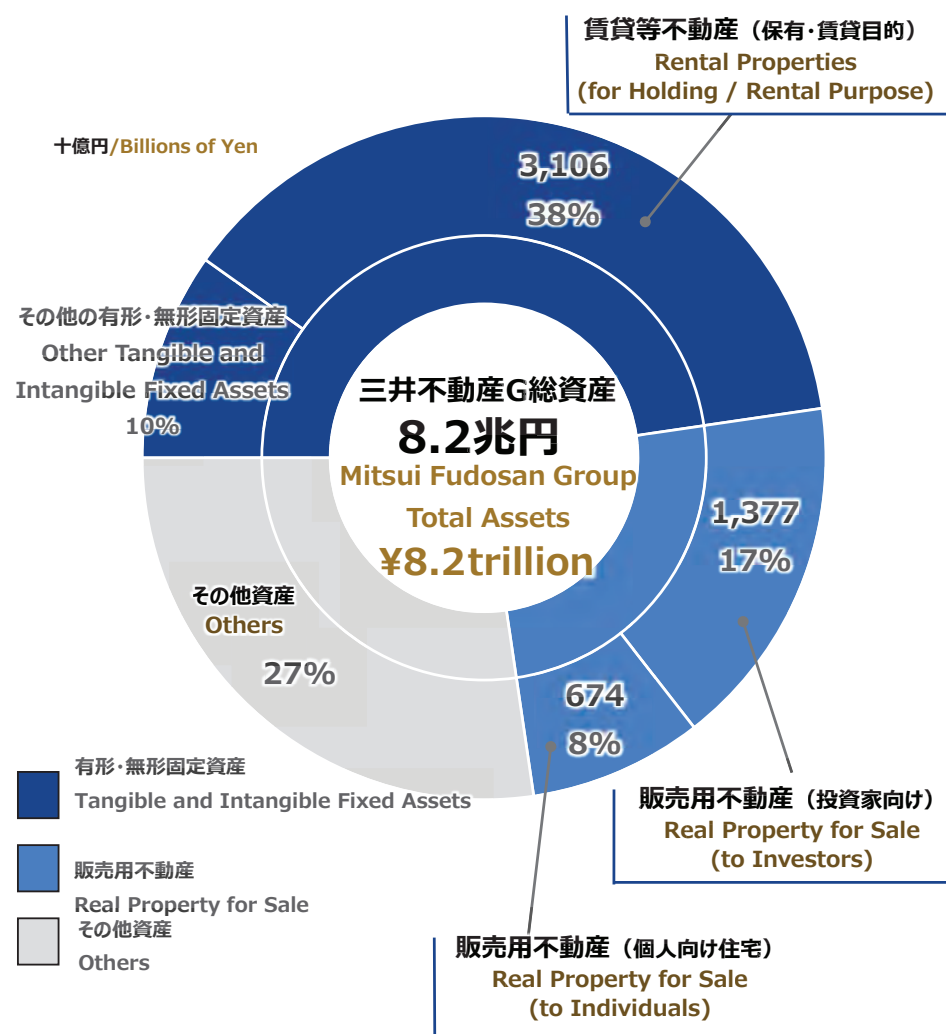 賃貸等不動産（保有・賃貸目的）
Rental Properties
(for Holding / Rental Purpose)
十億円/Billions of Yen
3,106
38%
その他の有形・無形固定資産
Other Tangible and
Intangible Fixed Assets
10%
三井不動産G総資産
8.2兆円
Mitsui Fudosan Group
Total Assets
¥8.2trillion
1,377
17%
その他資産
Others
27%
674
8%
有形・無形固定資産
Tangible and Intangible Fixed Assets
販売用不動産（投資家向け）
Real Property for Sale
(to Investors)
販売用不動産
Real Property for Sale
その他資産
Others
販売用不動産（個人向け住宅）
Real Property for Sale
(to Individuals)